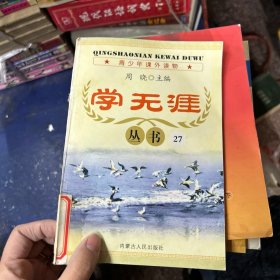 QINGSHAONIAN KEWAI DUWU
★ 青少年课外读物 ★
周 晓/主编
学无涯
丛书 27
内蒙古人民出版社